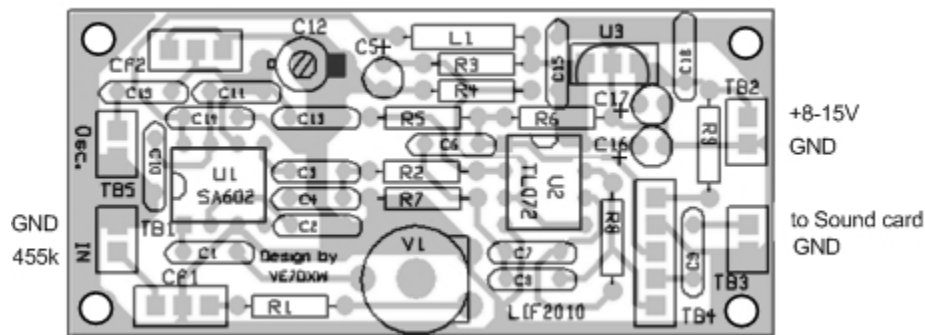 C12
L1
U3
Cf2
C5
+
R3
C15
C18
R4
TB2
C11
C17
+8-15V
Osc.
C14
C13
R5
R6
+
R9
C16
GND
C10
C6
+
TB5
U1
SA602
C3
R2
U2
TL072
C4
R7
GND
TB1
C2
R8
to Sound card
IN
C1
Design by
VE7DXW
V1
C7
C9
GND
455k
C8
TB3
Cf1
R1
LIF2010
TB4